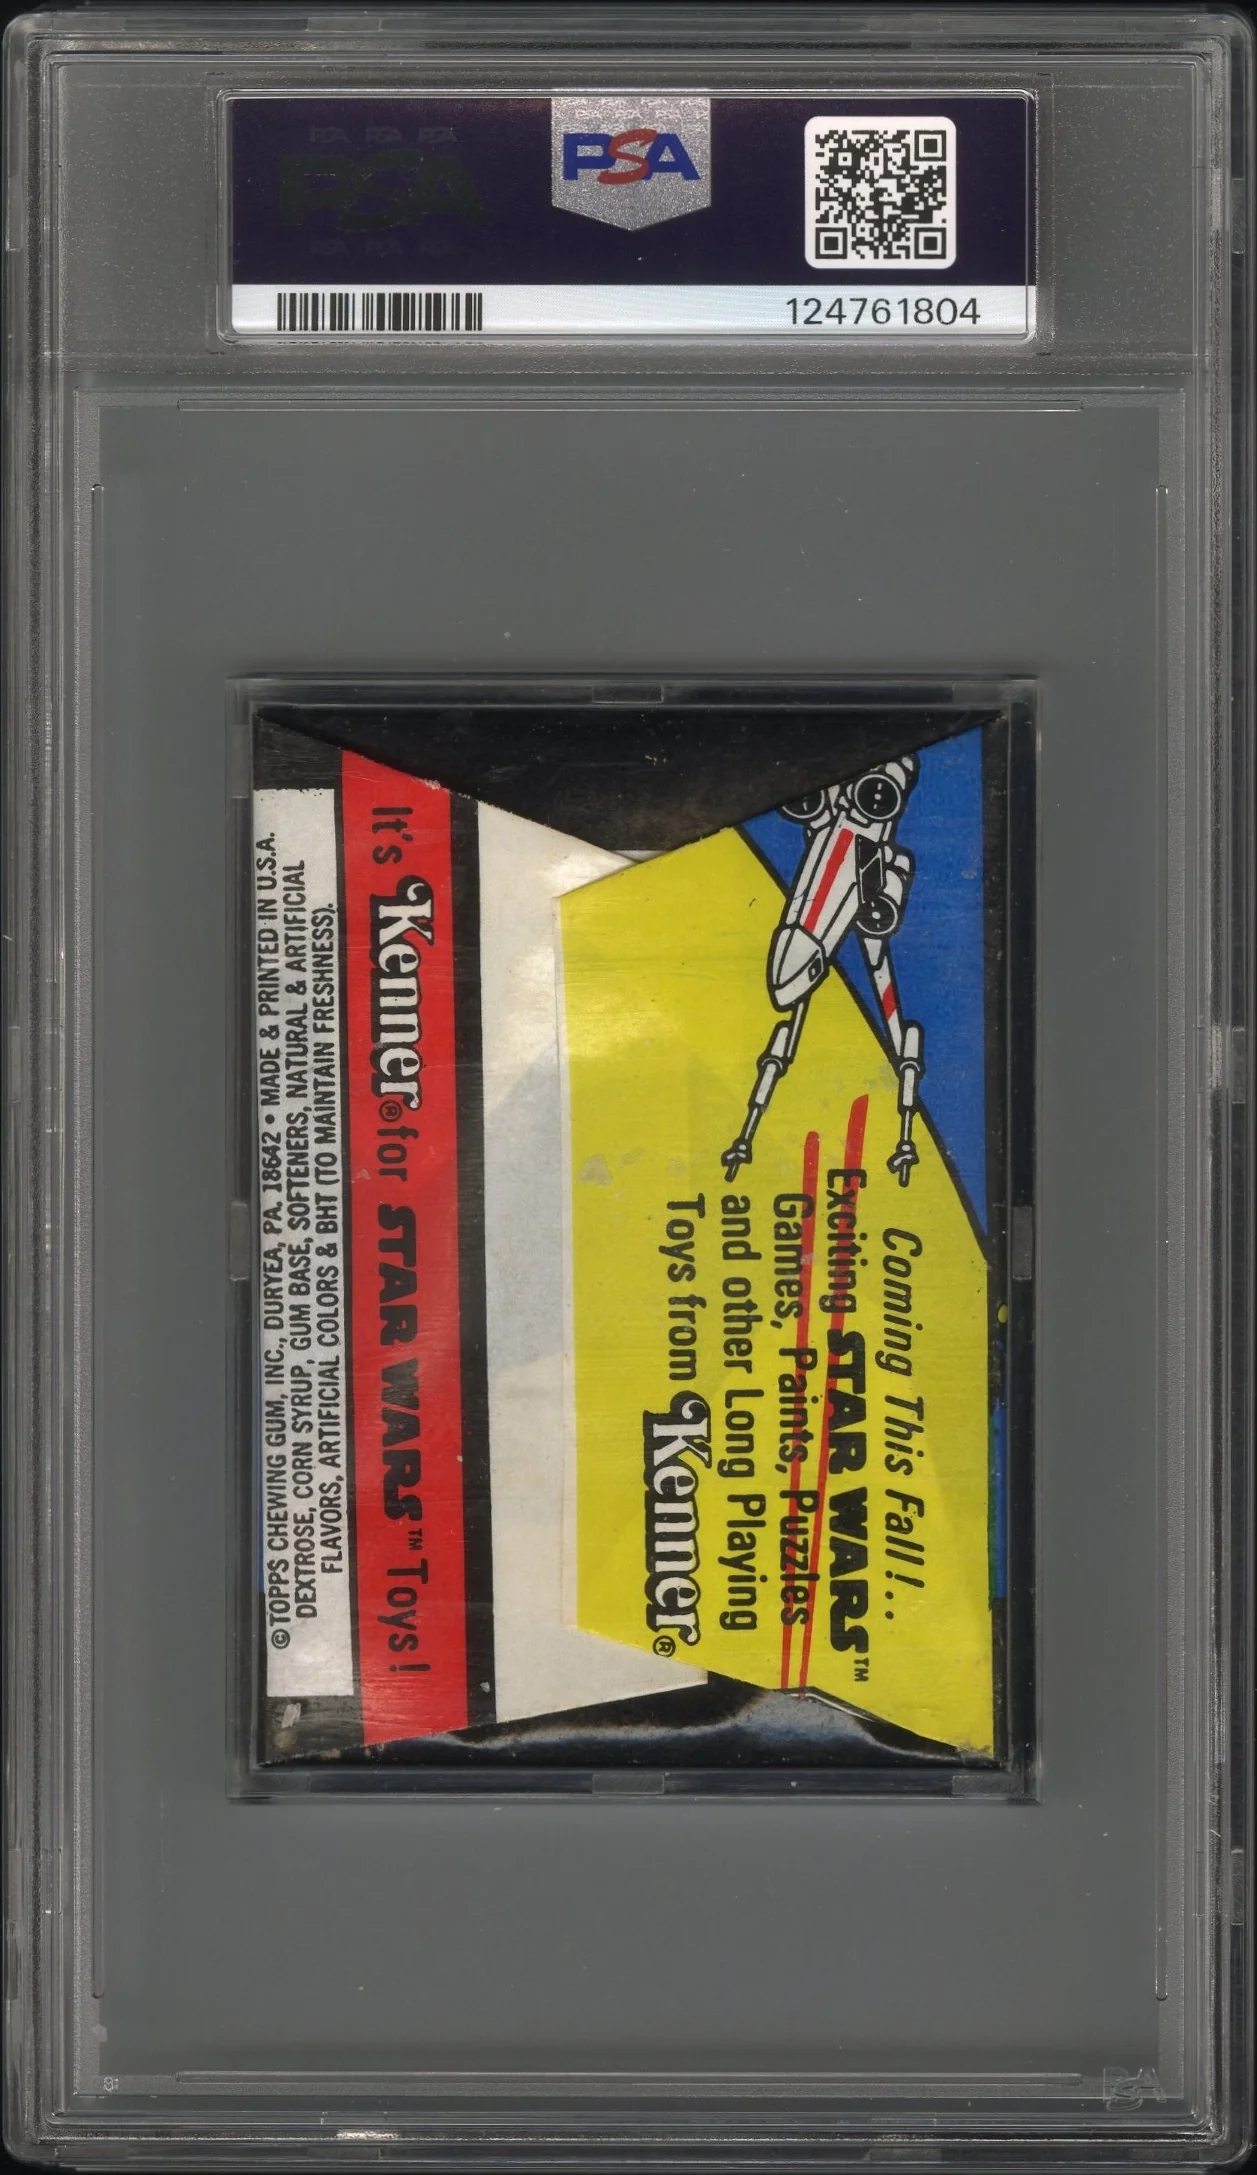 PSA
124761804
Coming This Fall!...
Exciting STAR WARS™
Games, Paints, Puzzles
and other Long Playing
Toys from Kenner®
It's Kenner® for STAR WARS™ Toys!
©TOPPS CHEWING GUM, INC., DURYEA, PA. 18642 • MADE & PRINTED IN U.S.A.
DEXTROSE, CORN SYRUP, GUM BASE, SOFTENERS, NATURAL & ARTIFICIAL
FLAVORS, ARTIFICIAL COLORS & BHT (TO MAINTAIN FRESHNESS).
PSA